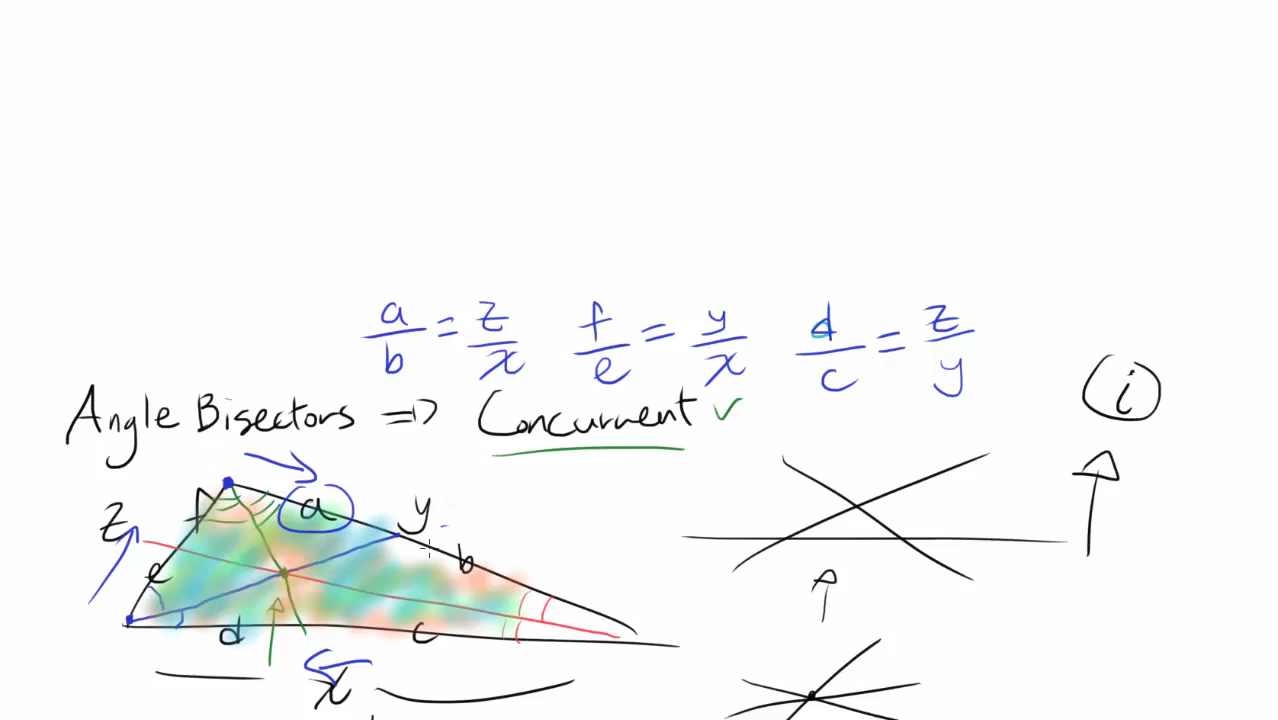 a/b = z/x f/e = y/x d/c = z/y
Angle Bisectors => Concurrent ✓
i
z f a y
e b
d c
x